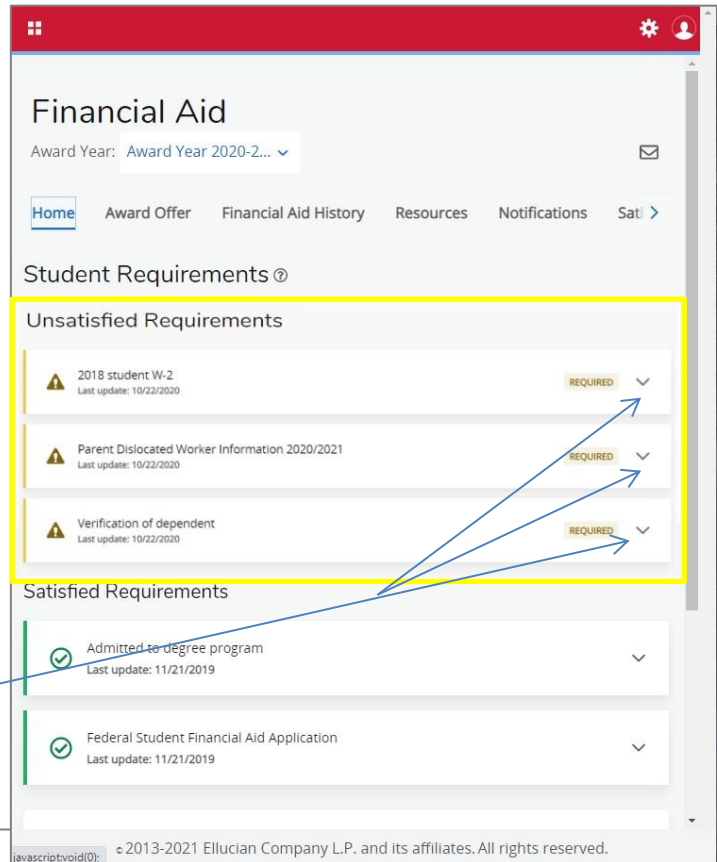 Financial Aid
Award Year: Award Year 2020-2...
Home Award Offer Financial Aid History Resources Notifications Sati
Student Requirements
Unsatisfied Requirements
2018 student W-2
Last update: 10/22/2020
REQUIRED
Parent Dislocated Worker Information 2020/2021
Last update: 10/22/2020
REQUIRED
Verification of dependent
Last update: 10/22/2020
REQUIRED
Satisfied Requirements
Admitted to degree program
Last update: 11/21/2019
Federal Student Financial Aid Application
Last update: 11/21/2019
javascript:void(0);
©2013-2021 Ellucian Company L.P. and its affiliates. All rights reserved.